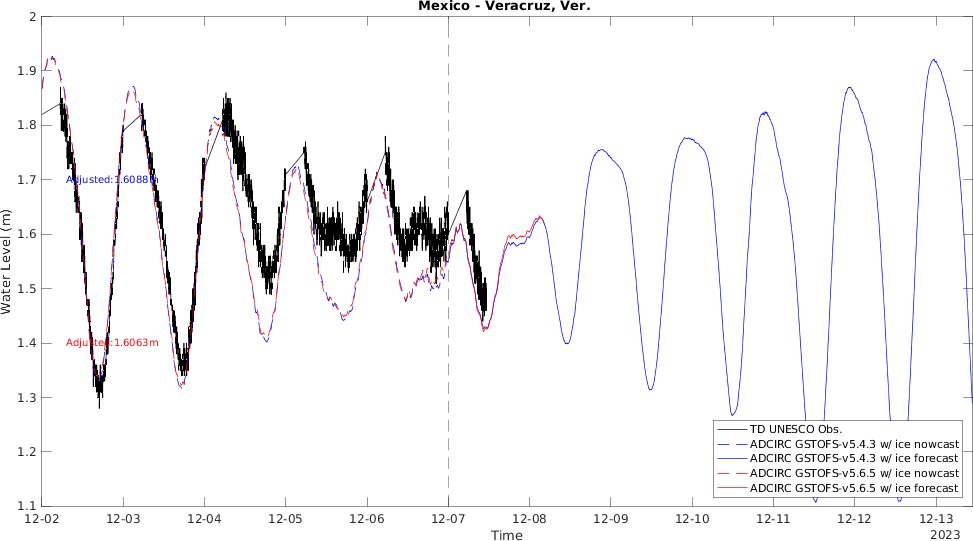 Mexico - Veracruz, Ver.
Water Level (m)
2
1.9
1.8
1.7
1.6
1.5
1.4
1.3
1.2
1.1
Adjusted:1.6088m
Adjusted:1.6063m
TD UNESCO Obs.
ADCIRC GSTOFS-v5.4.3 w/ ice nowcast
ADCIRC GSTOFS-v5.4.3 w/ ice forecast
ADCIRC GSTOFS-v5.6.5 w/ ice nowcast
ADCIRC GSTOFS-v5.6.5 w/ ice forecast
12-02 12-03 12-04 12-05 12-06 12-07 12-08 12-09 12-10 12-11 12-12 12-13
Time
2023